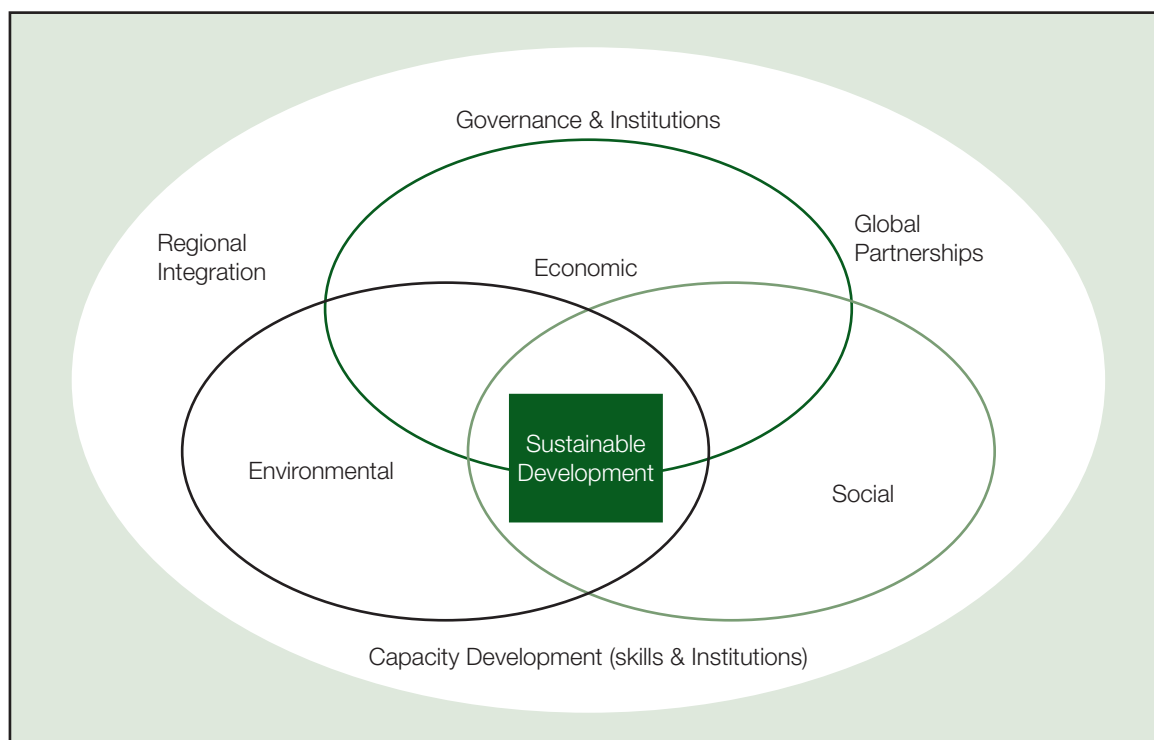 Governance & Institutions
Regional
Integration
Global
Partnerships
Economic
Environmental
Sustainable
Development
Social
Capacity Development (skills & Institutions)